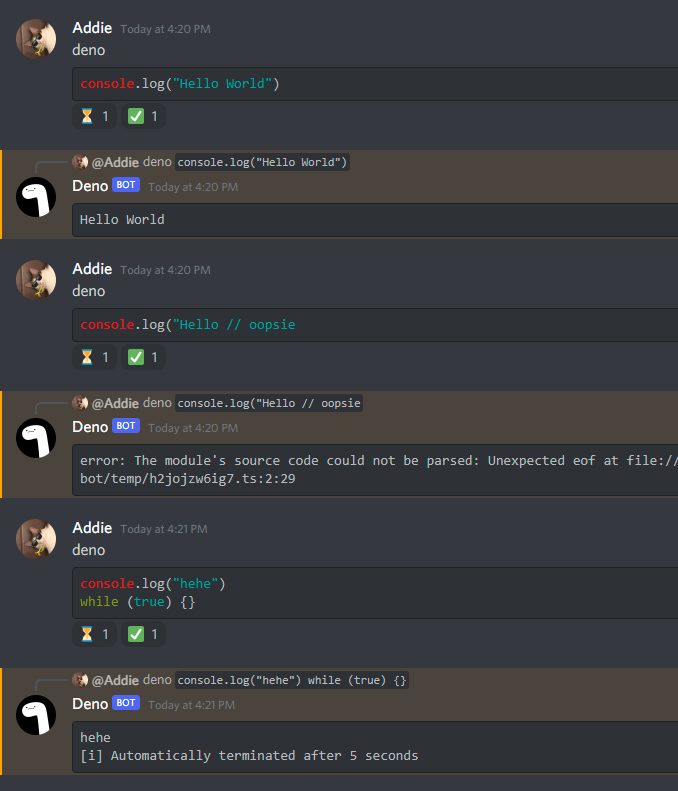 Addie Today at 4:20 PM
deno
console.log("Hello World")
⏳ 1 ✅ 1
@Addie deno console.log("Hello World")
Deno BOT Today at 4:20 PM
Hello World
Addie Today at 4:20 PM
deno
console.log("Hello // oopsie
⏳ 1 ✅ 1
@Addie deno console.log("Hello // oopsie
Deno BOT Today at 4:20 PM
error: The module's source code could not be parsed: Unexpected eof at file://
bot/temp/h2jojzw6ig7.ts:2:29
Addie Today at 4:21 PM
deno
console.log("hehe")
while (true) {}
⏳ 1 ✅ 1
@Addie deno console.log("hehe") while (true) {}
Deno BOT Today at 4:21 PM
hehe
[i] Automatically terminated after 5 seconds